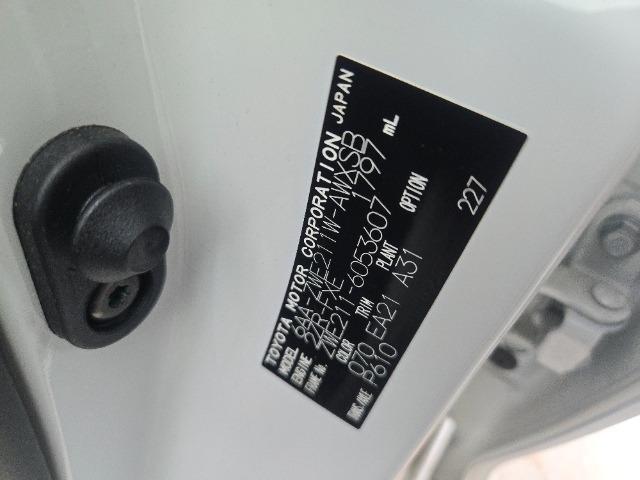 TOYOTA MOTOR CORPORATION JAPAN
MODEL 6AA-ZWE211W-AWXSB
ENGINE 2ZR-FXE 1797 mL
FRAME No. ZWE211-6053607
COLOR TRIM PLANT OPTION
070 EA21 A31 227
TRANS./AXLE P610